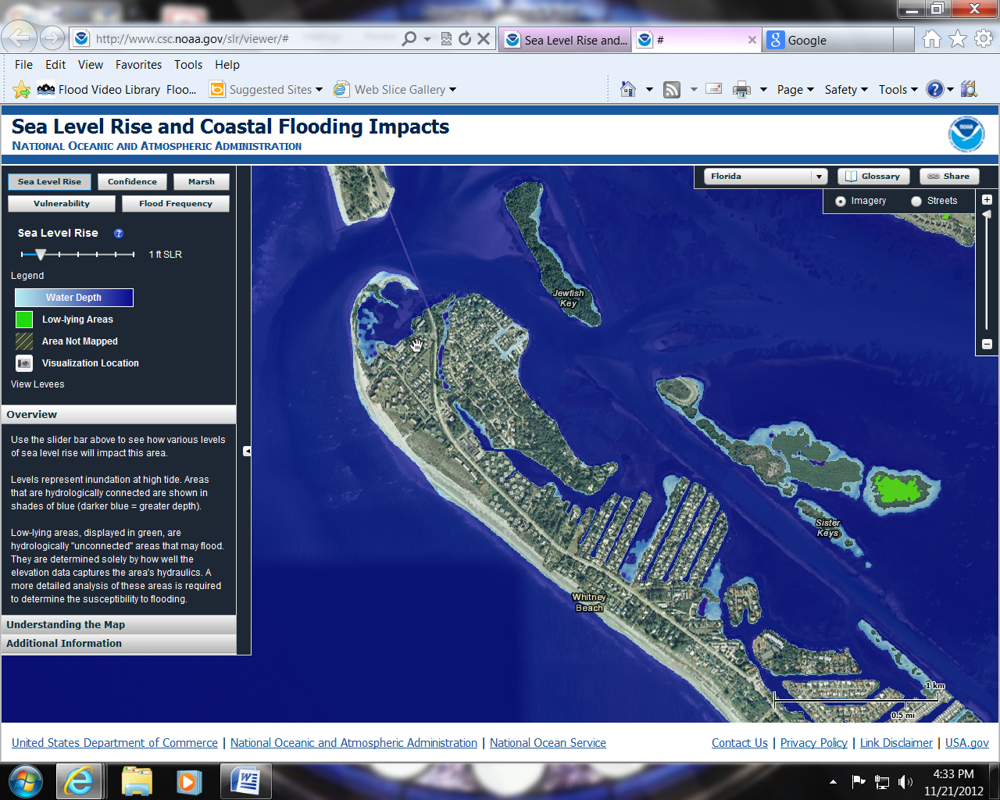 http://www.csc.noaa.gov/slr/viewer/#
Sea Level Rise and...
#
Google
File Edit View Favorites Tools Help
Flood Video Library Floo...
Suggested Sites
Web Slice Gallery
Page Safety Tools
Sea Level Rise and Coastal Flooding Impacts
National Oceanic and Atmospheric Administration
noaa
Sea Level Rise Confidence Marsh
Vulnerability Flood Frequency
Florida Glossary Share
Imagery Streets
Sea Level Rise ?
1 ft SLR
Legend
Water Depth
Low-lying Areas
Area Not Mapped
Visualization Location
View Levees
Overview
Use the slider bar above to see how various levels
of sea level rise will impact this area.
Levels represent inundation at high tide. Areas
that are hydrologically connected are shown in
shades of blue (darker blue = greater depth).
Low-lying areas, displayed in green, are
hydrologically "unconnected" areas that may flood.
They are determined solely by how well the
elevation data captures the area's hydraulics. A
more detailed analysis of these areas is required
to determine the susceptibility to flooding.
Understanding the Map
Additional Information
Jewfish
Key
Sister
Keys
Whitney
Beach
1 km
0.5 mi
United States Department of Commerce | National Oceanic and Atmospheric Administration | National Ocean Service
Contact Us | Privacy Policy | Link Disclaimer | USA.gov
4:33 PM
11/21/2012